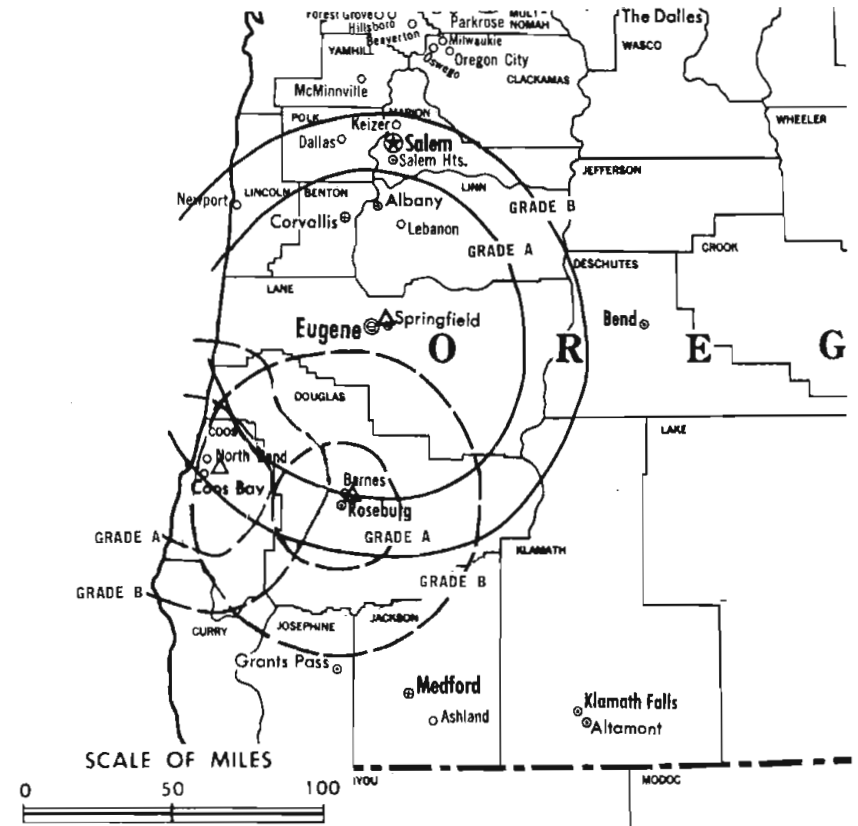 Forest Grove
Hillsboro
Beaverton
Parkrose
MULT-
NOMAH
The Dalles
YAMHILL
Milwaukie
Oswego
Oregon City
WASCO
McMinnville
CLACKAMAS
POLK
MARION
Keizer
WHEELER
Dallas
Salem
Salem Hts.
JEFFERSON
Newport
LINCOLN
BENTON
LINN
Albany
GRADE B
Corvallis
Lebanon
GRADE A
CROOK
DESCHUTES
LANE
Eugene
Springfield
Bend
O R E G
DOUGLAS
COOS
LAKE
North Bend
Coos Bay
Barnes
Roseburg
GRADE A
GRADE A
KLAMATH
GRADE B
GRADE B
CURRY
JOSEPHINE
JACKSON
Grants Pass
Medford
Ashland
Klamath Falls
Altamont
SCALE OF MILES
0 50 100
IYOU
MODOC